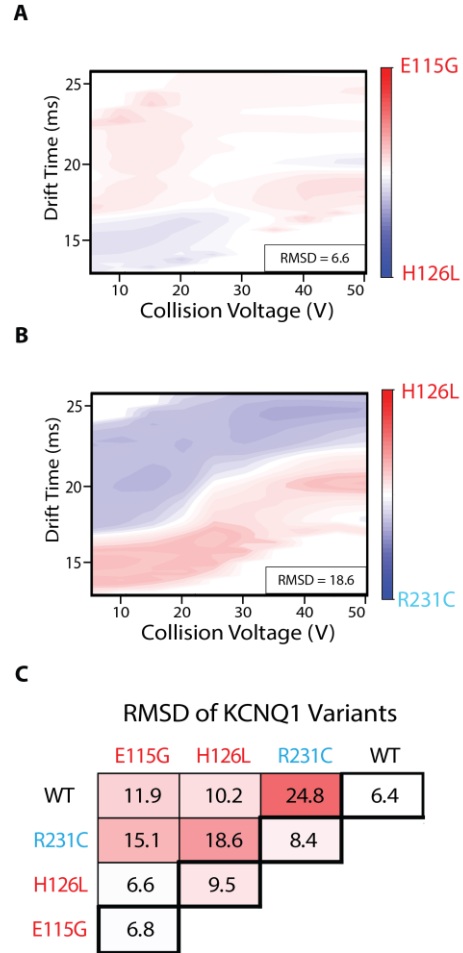 A
E115G
25
20
15
Drift Time (ms)
RMSD = 6.6
10 20 30 40 50
Collision Voltage (V)
H126L
B
H126L
25
20
15
Drift Time (ms)
RMSD = 18.6
10 20 30 40 50
Collision Voltage (V)
R231C
C
RMSD of KCNQ1 Variants
E115G H126L R231C WT
WT 11.9 10.2 24.8 6.4
R231C 15.1 18.6 8.4
H126L 6.6 9.5
E115G 6.8